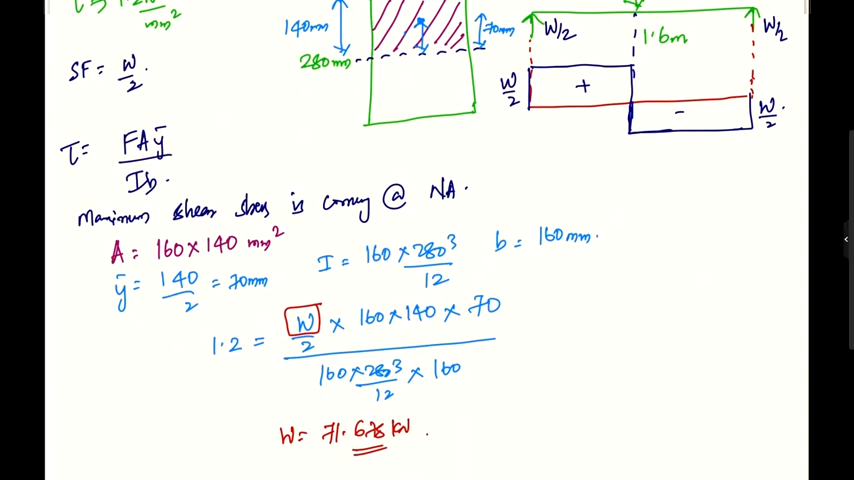 140mm
70mm
280mm
W/2
1.6m
W/2
SF = W/2.
W/2
+
-
W/2.
τ = FAȳ/Ib.
Maximum shear stress is coming @ NA.
A = 160×140 mm²
I = 160×280³/12
b = 160mm.
ȳ = 140/2 = 70mm
1.2 = W/2 × 160×140 × 70
160×280³/12 × 160
W = 71.678 kN.